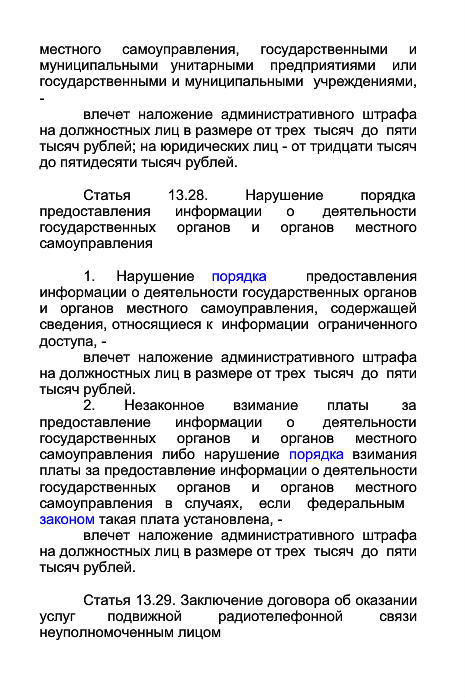 местного самоуправления, государственными и
муниципальными унитарными предприятиями или
государственными и муниципальными учреждениями,
-
влечет наложение административного штрафа
на должностных лиц в размере от трех тысяч до пяти
тысяч рублей; на юридических лиц - от тридцати тысяч
до пятидесяти тысяч рублей.
Статья 13.28. Нарушение порядка
предоставления информации о деятельности
государственных органов и органов местного
самоуправления
1. Нарушение порядка предоставления
информации о деятельности государственных органов
и органов местного самоуправления, содержащей
сведения, относящиеся к информации ограниченного
доступа, -
влечет наложение административного штрафа
на должностных лиц в размере от трех тысяч до пяти
тысяч рублей.
2. Незаконное взимание платы за
предоставление информации о деятельности
государственных органов и органов местного
самоуправления либо нарушение порядка взимания
платы за предоставление информации о деятельности
государственных органов и органов местного
самоуправления в случаях, если федеральным
законом такая плата установлена, -
влечет наложение административного штрафа
на должностных лиц в размере от трех тысяч до пяти
тысяч рублей.
Статья 13.29. Заключение договора об оказании
услуг подвижной радиотелефонной связи
неуполномоченным лицом